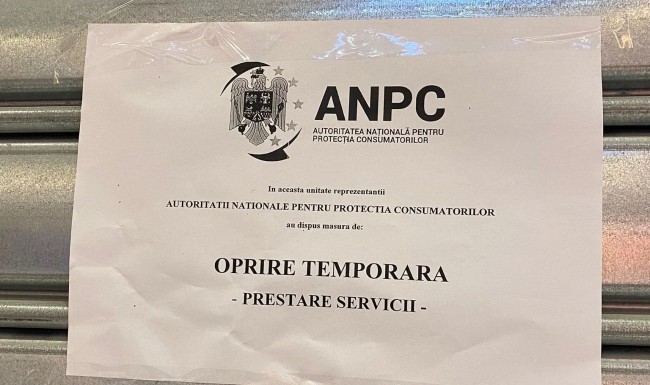 ANPC
AUTORITATEA NAȚIONALĂ PENTRU
PROTECȚIA CONSUMATORILOR
In aceasta unitate reprezentantii
AUTORITATII NATIONALE PENTRU PROTECTIA CONSUMATORILOR
au dispus masura de:
OPRIRE TEMPORARA
- PRESTARE SERVICII -